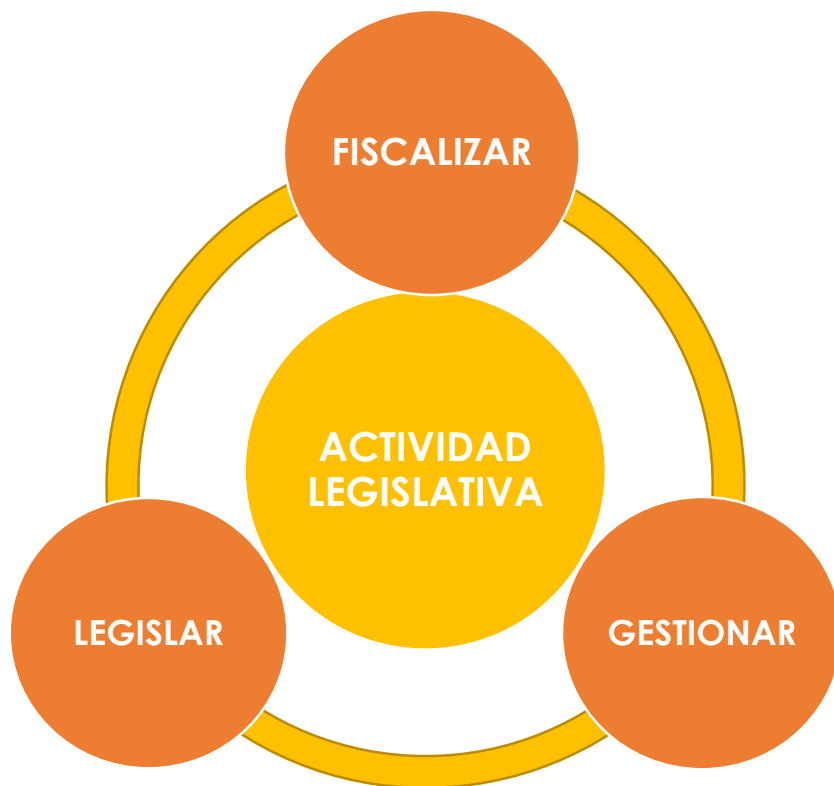 FISCALIZAR
ACTIVIDAD
LEGISLATIVA
LEGISLAR
GESTIONAR